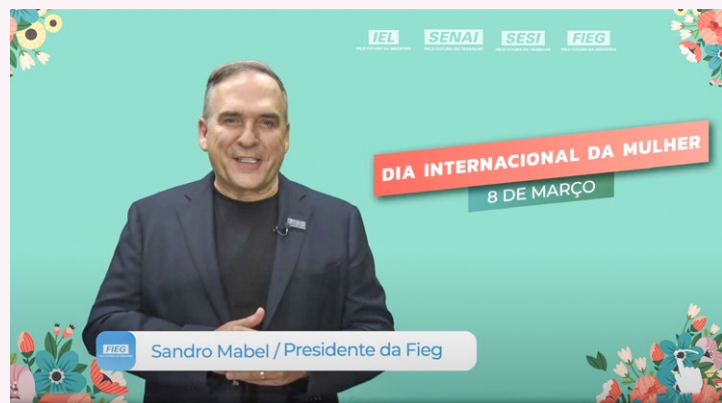 IEL
SENAI
SESI
FIEG
DIA INTERNACIONAL DA MULHER
8 DE MARÇO
FIEG
Sandro Mabel / Presidente da Fieg